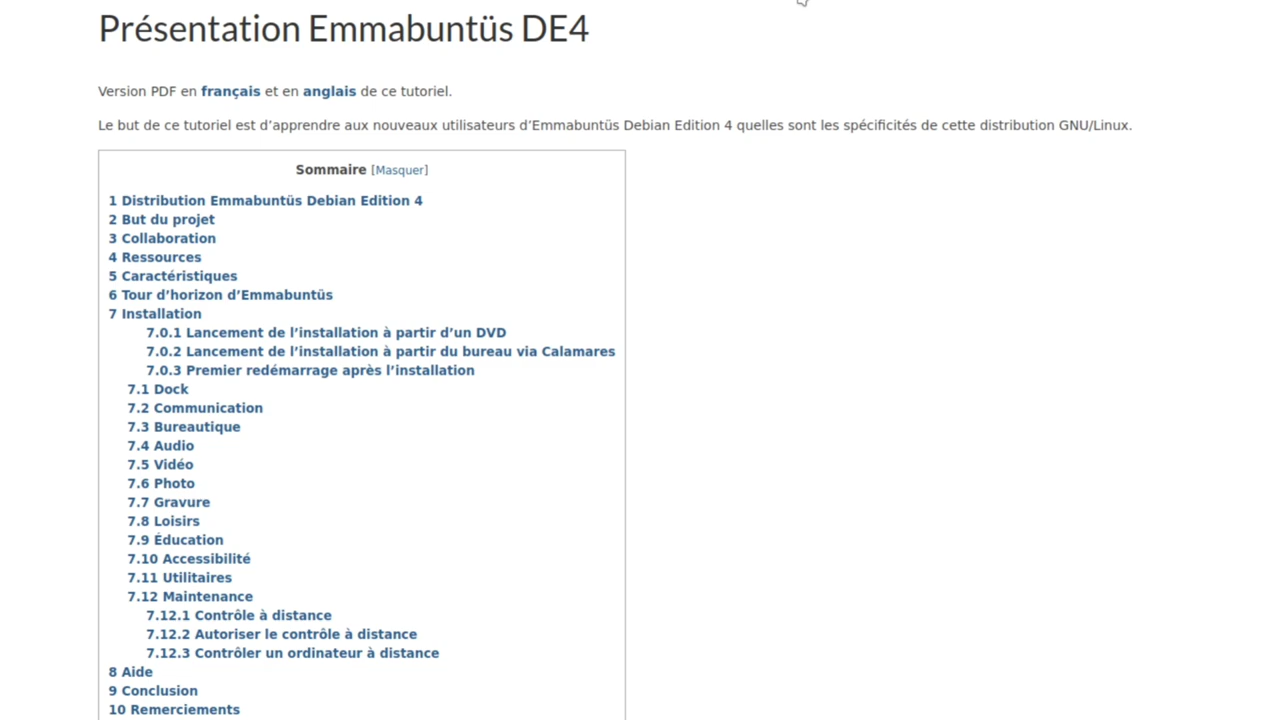 Présentation Emmabuntüs DE4
Version PDF en français et en anglais de ce tutoriel.
Le but de ce tutoriel est d’apprendre aux nouveaux utilisateurs d’Emmabuntüs Debian Edition 4 quelles sont les spécificités de cette distribution GNU/Linux.
Sommaire [Masquer]
1 Distribution Emmabuntüs Debian Edition 4
2 But du projet
3 Collaboration
4 Ressources
5 Caractéristiques
6 Tour d’horizon d’Emmabuntüs
7 Installation
7.0.1 Lancement de l’installation à partir d’un DVD
7.0.2 Lancement de l’installation à partir du bureau via Calamares
7.0.3 Premier redémarrage après l’installation
7.1 Dock
7.2 Communication
7.3 Bureautique
7.4 Audio
7.5 Vidéo
7.6 Photo
7.7 Gravure
7.8 Loisirs
7.9 Éducation
7.10 Accessibilité
7.11 Utilitaires
7.12 Maintenance
7.12.1 Contrôle à distance
7.12.2 Autoriser le contrôle à distance
7.12.3 Contrôler un ordinateur à distance
8 Aide
9 Conclusion
10 Remerciements